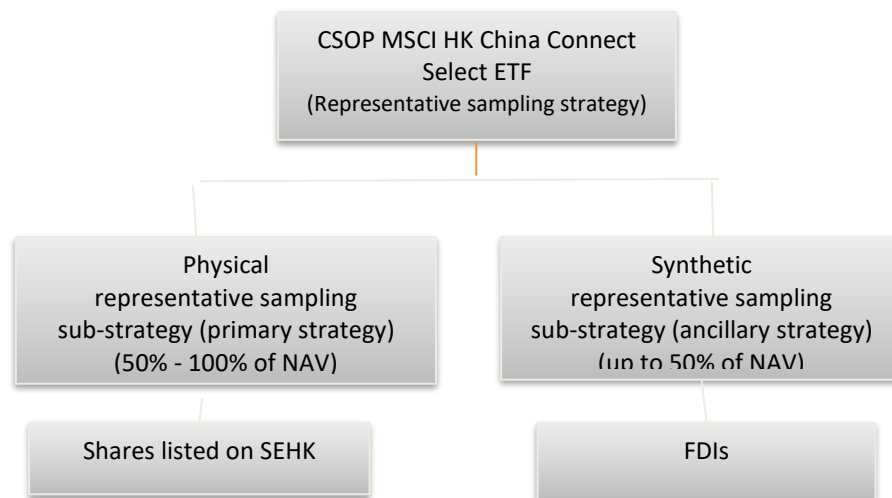 CSOP MSCI HK China Connect
Select ETF
(Representative sampling strategy)
Physical
representative sampling
sub-strategy (primary strategy)
(50% - 100% of NAV)
Synthetic
representative sampling
sub-strategy (ancillary strategy)
(up to 50% of NAV)
Shares listed on SEHK
FDIs